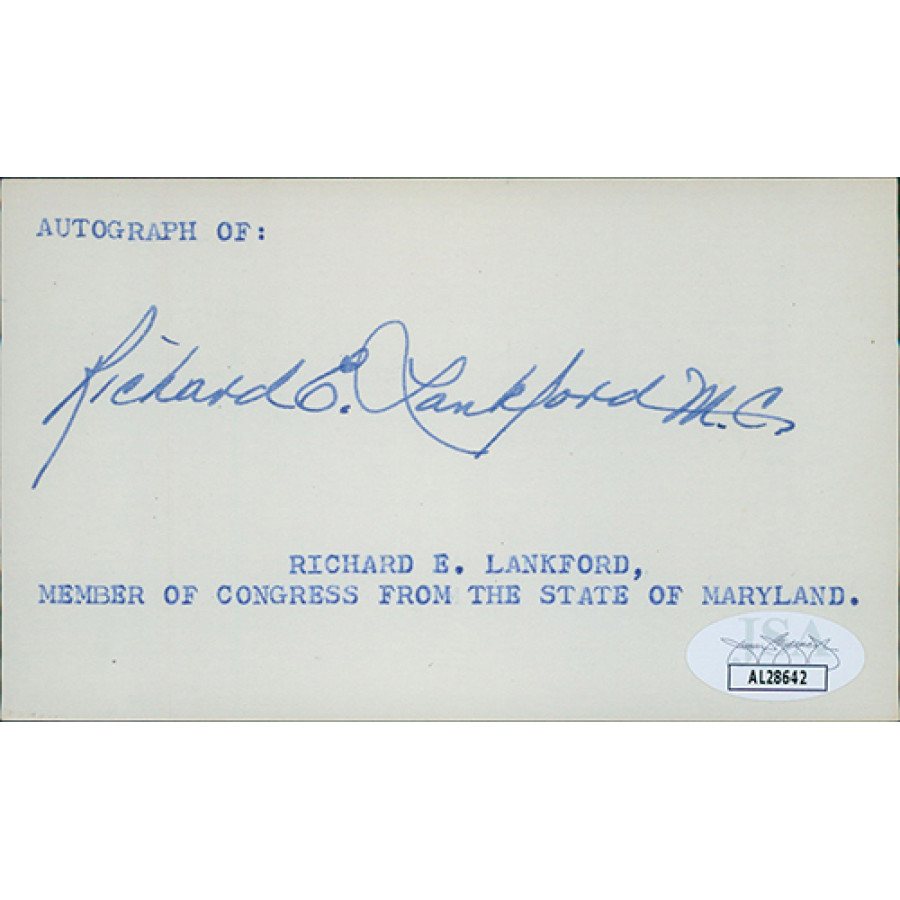 AUTOGRAPH OF:
Richard E. Lankford M.C.
RICHARD E. LANKFORD,
MEMBER OF CONGRESS FROM THE STATE OF MARYLAND.
JSA
AL28642